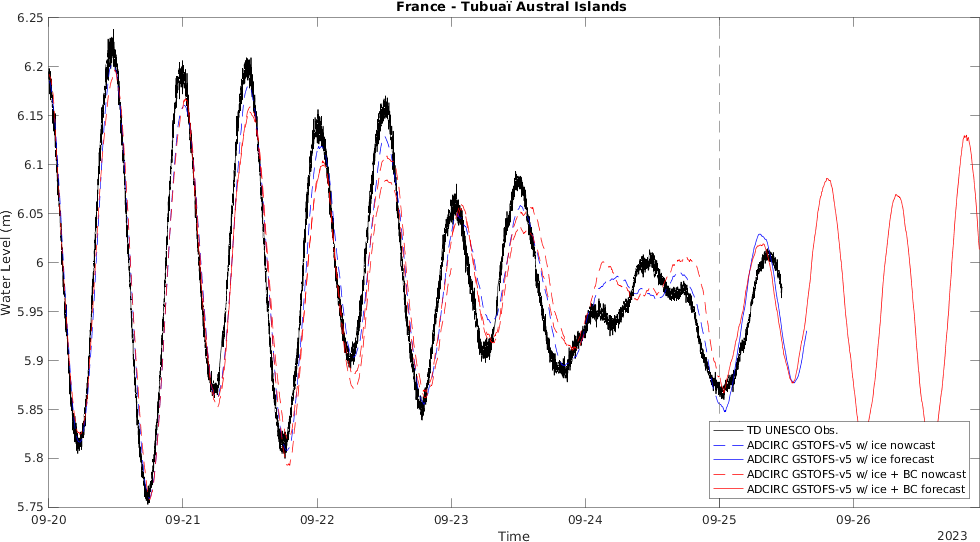 France - Tubuaï Austral Islands
Water Level (m)
6.25
6.2
6.15
6.1
6.05
6
5.95
5.9
5.85
5.8
5.75
TD UNESCO Obs.
ADCIRC GSTOFS-v5 w/ ice nowcast
ADCIRC GSTOFS-v5 w/ ice forecast
ADCIRC GSTOFS-v5 w/ ice + BC nowcast
ADCIRC GSTOFS-v5 w/ ice + BC forecast
09-20 09-21 09-22 09-23 09-24 09-25 09-26
Time
2023